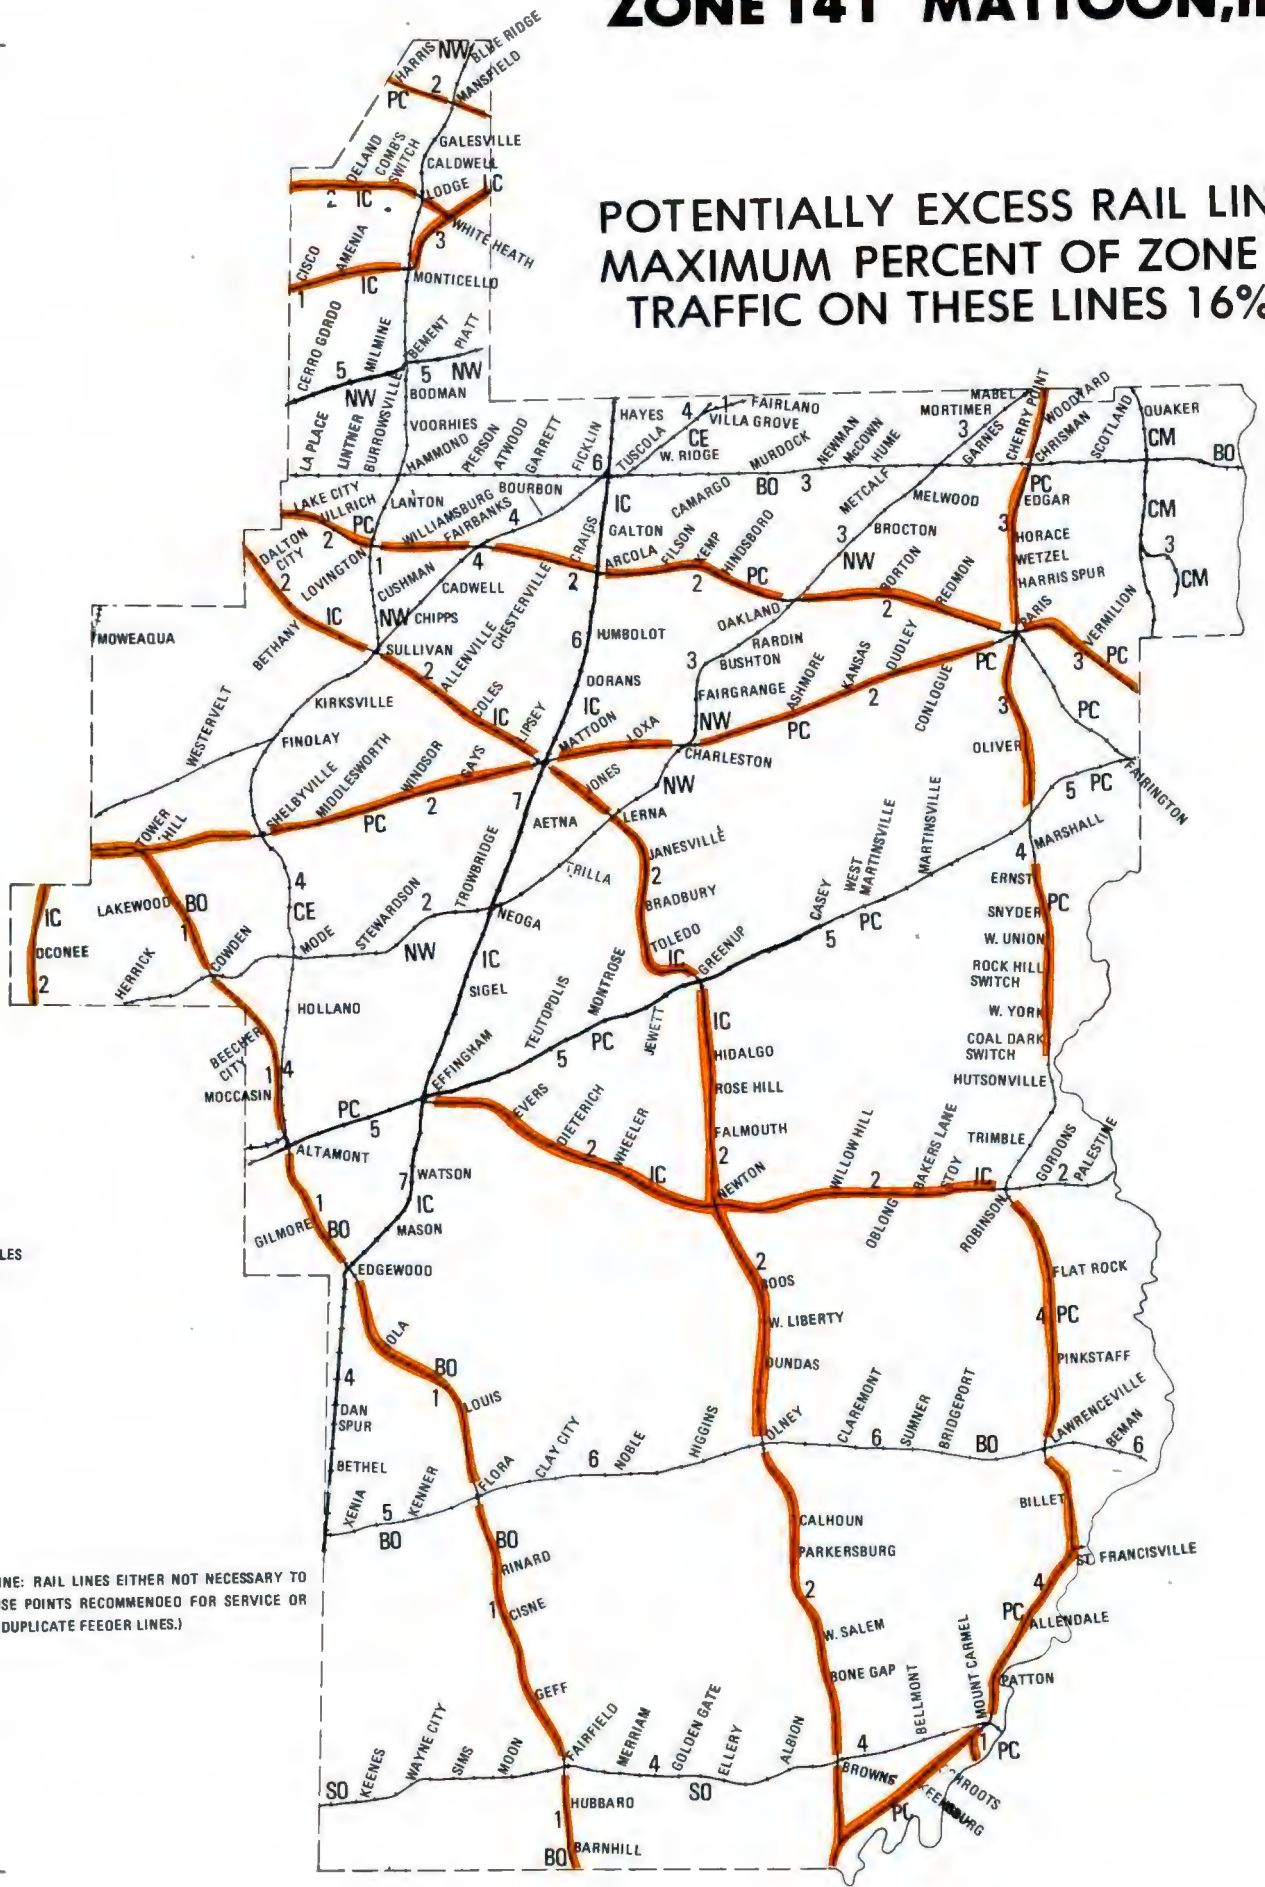 ZONE 141 MATTOON,
POTENTIALLY EXCESS RAIL LIN
MAXIMUM PERCENT OF ZONE
TRAFFIC ON THESE LINES 16%
HARRIS
NW
BLUE RIDGE
2
MANSFIELD
PC
DELAND
COMB'S
SWITCH
GALESVILLE
CALDWELL
2
IC
LODGE
IC
3
WHITE HEATH
CISCO
AMENIA
1
IC
MONTICELLO
CERRO GORDO
MILMINE
BEMENT
PIATT
5
NW
5
NW
BODMAN
LA PLACE
LINTNER
BURROWSVILLE
VOORHIES
HAMMOND
PIERSON
ATWOOD
GARRETT
FICKLIN
6
HAYES
TUSCOLA
4
1
FAIRLAND
VILLA GROVE
CE
W. RIDGE
MURDOCK
NEWMAN
McCOWN
HUME
MABEL
MORTIMER
3
GARNES
CHERRY POINT
WOODYARD
CHRISMAN
SCOTLAND
QUAKER
CM
BO
LAKE CITY
ULLRICH
LANTON
WILLIAMSBURG
FAIRBANKS
BOURBON
4
IC
CAMARGO
BO
3
METCALF
MELWOOD
PC
EDGAR
CM
DALTON
CITY
2
PC
2
LOVINGTON
1
CUSHMAN
4
CADWELL
CRAIGS
GALTON
ARCOLA
FILSON
KEMP
HINDSBORO
3
BROCTON
NW
3
HORACE
WETZEL
HARRIS SPUR
3
CM
BETHANY
IC
NW
CHIPPS
SULLIVAN
2
ALLENVILLE
CHESTERVILLE
2
2
PC
OAKLAND
BORTON
2
REDMON
PARIS
VERMILION
3
PC
MOWEAQUA
6
HUMBOLOT
RARDIN
BUSHTON
3
DORANS
FAIRGRANGE
ASHMORE
KANSAS
DUDLEY
2
CONLOGUE
PC
PC
WESTERVELT
KIRKSVILLE
FINOLAY
COLES
IC
LIPSEY
IC
MATTOON
LOXA
NW
PC
CHARLESTON
3
OLIVER
SHELBYVILLE
MIDDLESWORTH
WINDSOR
GAYS
2
PC
7
JONES
NW
FAIRINGTON
5
PC
TOWER
HILL
AETNA
LERNA
JANESVILLE
MARTINSVILLE
WEST
MARTINSVILLE
MARSHALL
4
IC
OCONEE
2
LAKEWOOD
BO
1
4
CE
STEWARDSON
2
TROWBRIDGE
TRILLA
2
BRADBURY
CASEY
PC
5
ERNST
PC
SNYDER
W. UNION
ROCK HILL
SWITCH
HERRICK
COWDEN
MODE
NW
NEOGA
IC
TOLEDO
IC
GREENUP
W. YORK
HOLLAND
SIGEL
TEUTOPOLIS
MONTROSE
JEWETT
IC
HIDALGO
COAL DARK
SWITCH
BEECHER
CITY
1
4
MOCCASIN
EFFINGHAM
5
PC
ROSE HILL
HUTSONVILLE
PC
5
ALTAMONT
EVERS
DIETERICH
2
WHEELER
FALMOUTH
2
WILLOW HILL
BAKERS LANE
STOY
TRIMBLE
GORDONS
2
PALESTINE
7
WATSON
IC
IC
NEWTON
2
OBLONG
IC
ROBINSON
1
GILMORE
BO
MASON
EDGEWOOD
2
BOOS
FLAT ROCK
LES
W. LIBERTY
4
PC
IOLA
BO
DUNDAS
PINKSTAFF
4
1
LOUIS
DAN
SPUR
CLAREMONT
SUMNER
BRIDGEPORT
LAWRENCEVILLE
BEMAN
6
BETHEL
FLORA
CLAY CITY
6
NOBLE
HIGGINS
OLNEY
6
BO
XENIA
5
KENNER
BO
BILLET
BO
RINARD
CALHOUN
PARKERSBURG
ST. FRANCISVILLE
INE: RAIL LINES EITHER NOT NECESSARY TO
SE POINTS RECOMMENDED FOR SERVICE OR
DUPLICATE FEEDER LINES.)
1
CISNE
2
W. SALEM
4
PC
ALLENDALE
GEFF
BONE GAP
BELLMONT
MOUNT CARMEL
PATTON
SO
KEENES
WAYNE CITY
SIMS
MOON
FAIRFIELD
MERRIAM
4
GOLDEN GATE
SO
ELLERY
ALBION
4
BROWNS
1
PC
SCHROOTS
KEENSBURG
PC
HUBBARD
1
BO
BARNHILL